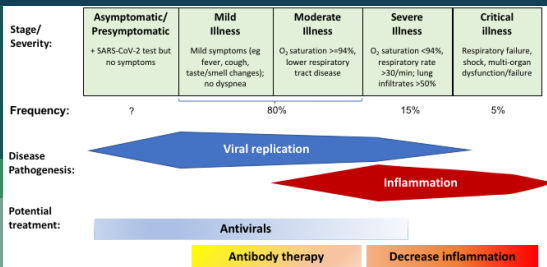 Stage/
Severity:
Asymptomatic/
Presymptomatic
+ SARS-CoV-2 test but
no symptoms
Mild
Illness
Mild symptoms (eg
fever, cough,
taste/smell changes);
no dyspnea
Moderate
Illness
O₂ saturation >=94%,
lower respiratory
tract disease
Severe
Illness
O₂ saturation <94%,
respiratory rate
>30/min; lung
infiltrates >50%
Critical
illness
Respiratory failure,
shock, multi-organ
dysfunction/failure
Frequency:
?
80%
15%
5%
Disease
Pathogenesis:
Viral replication
Inflammation
Potential
treatment:
Antivirals
Antibody therapy
Decrease inflammation